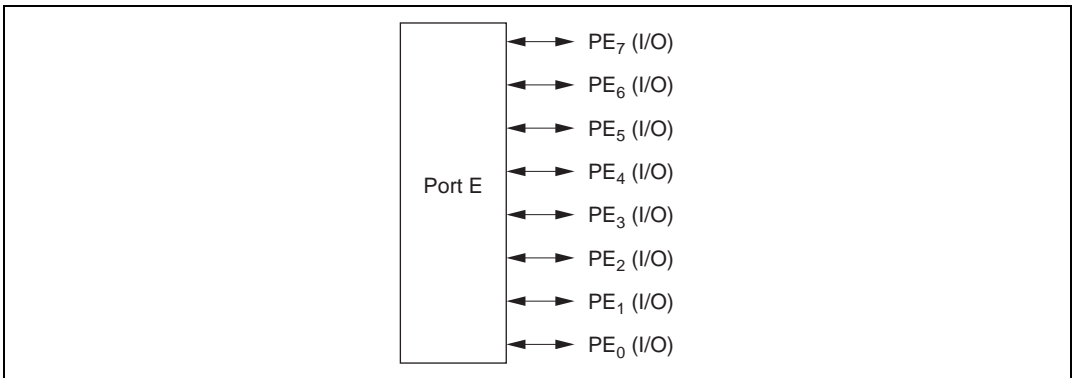 PE₇ (I/O)
PE₆ (I/O)
PE₅ (I/O)
PE₄ (I/O)
Port E
PE₃ (I/O)
PE₂ (I/O)
PE₁ (I/O)
PE₀ (I/O)